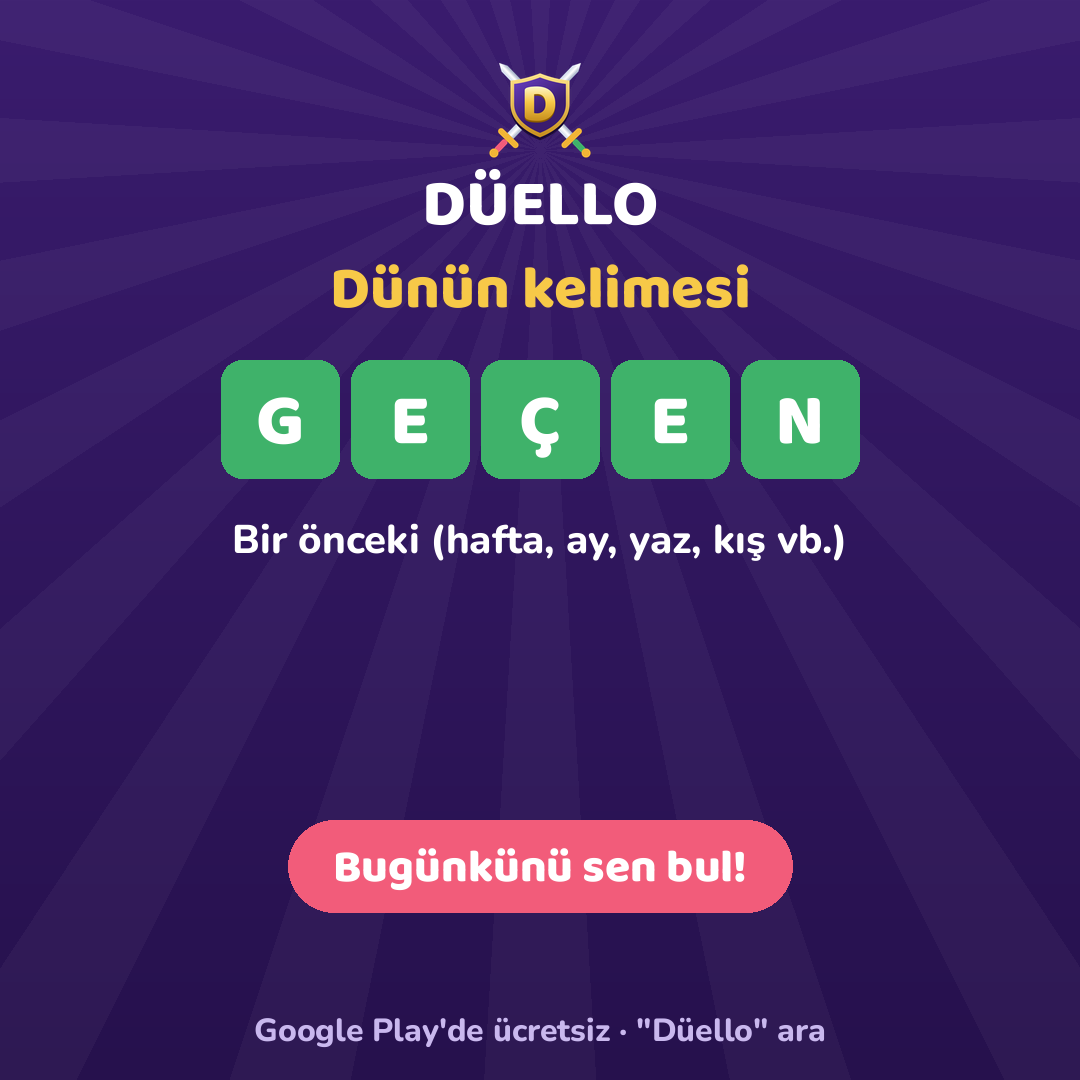 D
DÜELLO
Dünün kelimesi
G E Ç E N
Bir önceki (hafta, ay, yaz, kış vb.)
Bugünkünü sen bul!
Google Play'de ücretsiz · "Düello" ara